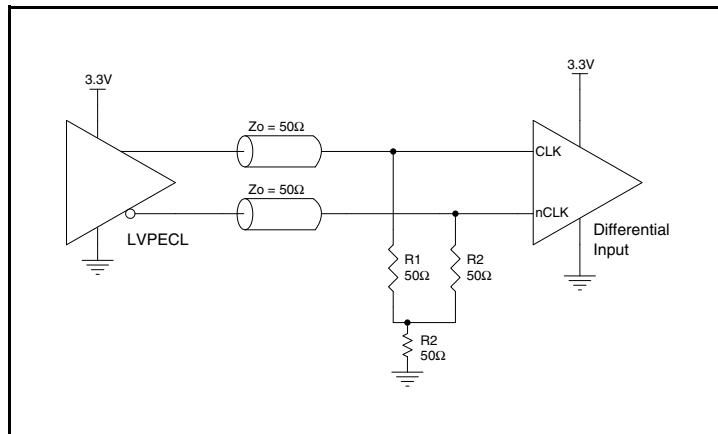 3.3V
3.3V
Zo = 50Ω
CLK
Zo = 50Ω
nCLK
LVPECL
Differential
Input
R1
50Ω
R2
50Ω
R2
50Ω